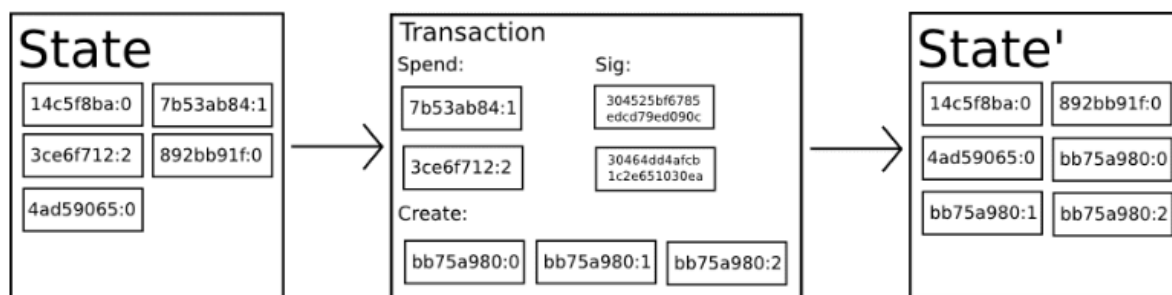 State
14c5f8ba:0 7b53ab84:1
3ce6f712:2 892bb91f:0
4ad59065:0
Transaction
Spend: Sig:
7b53ab84:1 304525bf6785
edcd79ed090c
3ce6f712:2 30464dd4afcb
1c2e651030ea
Create:
bb75a980:0 bb75a980:1 bb75a980:2
State'
14c5f8ba:0 892bb91f:0
4ad59065:0 bb75a980:0
bb75a980:1 bb75a980:2